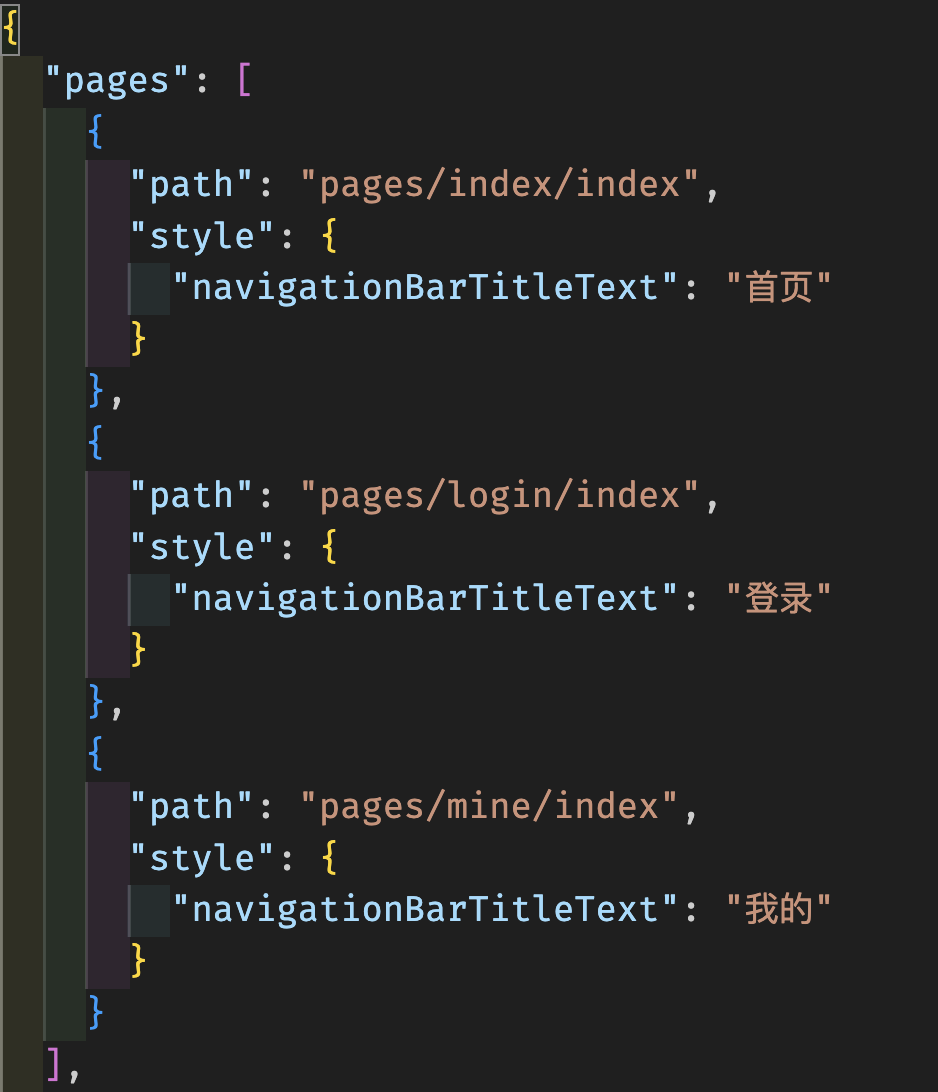 {
"pages": [
{
"path": "pages/index/index",
"style": {
"navigationBarTitleText": "首页"
}
},
{
"path": "pages/login/index",
"style": {
"navigationBarTitleText": "登录"
}
},
{
"path": "pages/mine/index",
"style": {
"navigationBarTitleText": "我的"
}
}
],